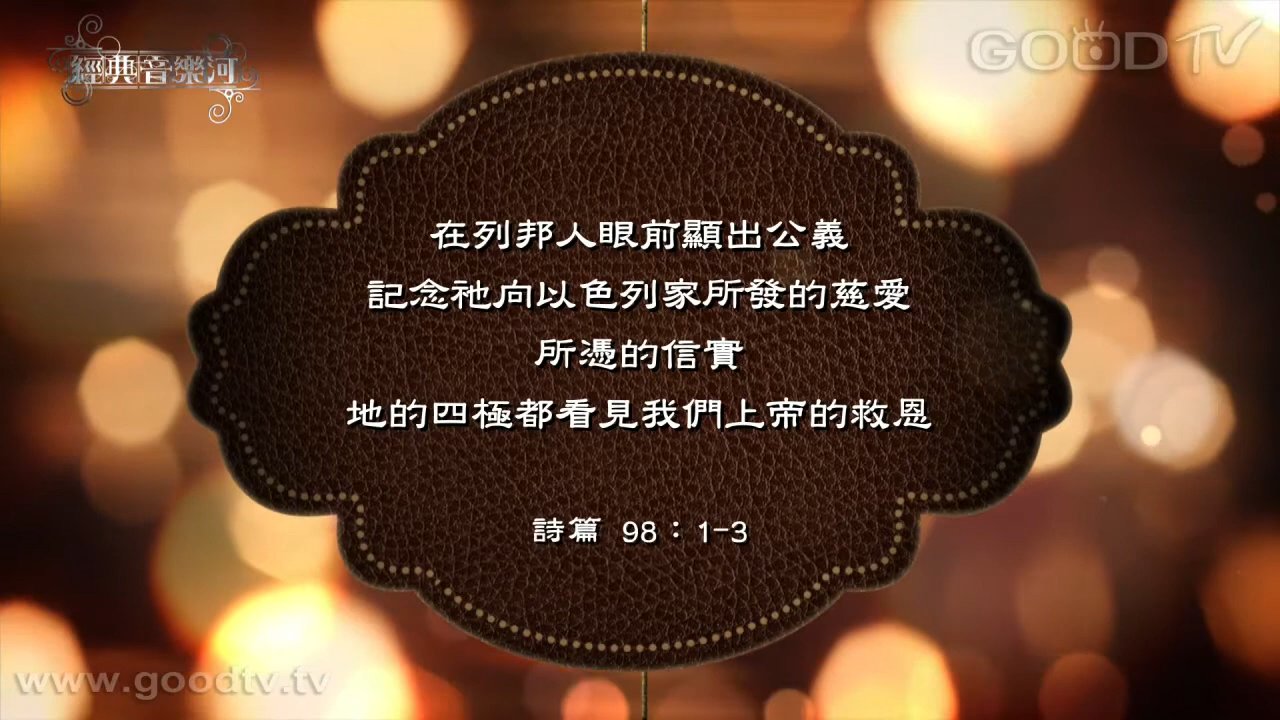 經典音樂河
GOOD TV
在列邦人眼前顯出公義
記念祂向以色列家所發的慈愛
所憑的信實
地的四極都看見我們上帝的救恩
詩篇 98：1-3
www.goodtv.tv